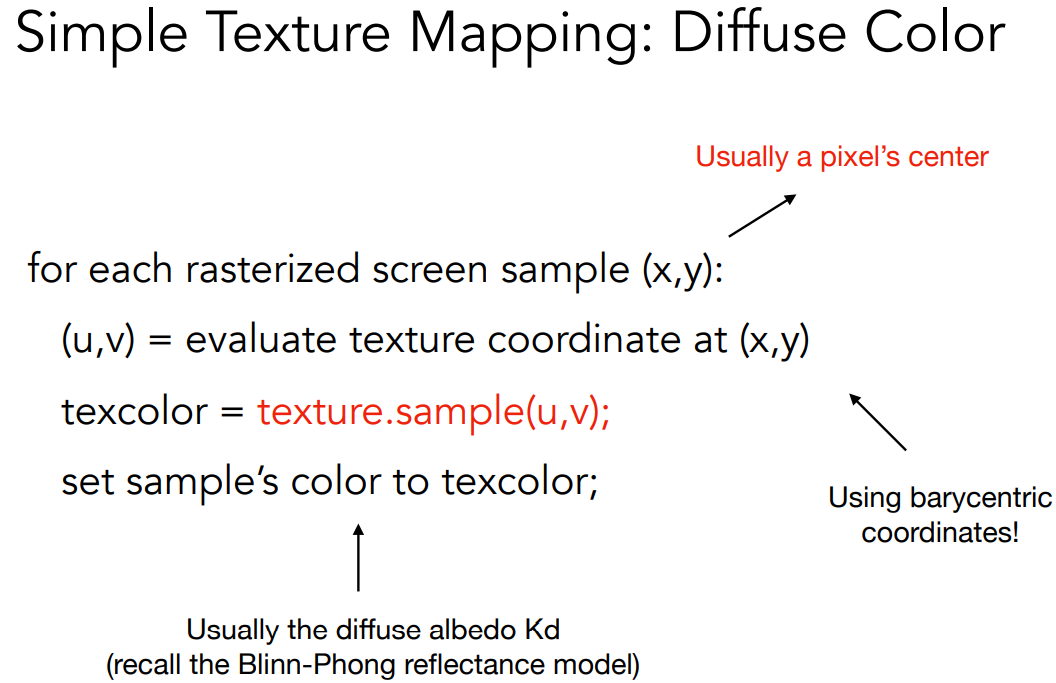 Simple Texture Mapping: Diffuse Color
Usually a pixel’s center
for each rasterized screen sample (x,y):
(u,v) = evaluate texture coordinate at (x,y)
texcolor = texture.sample(u,v);
set sample’s color to texcolor;
Using barycentric
coordinates!
Usually the diffuse albedo Kd
(recall the Blinn-Phong reflectance model)